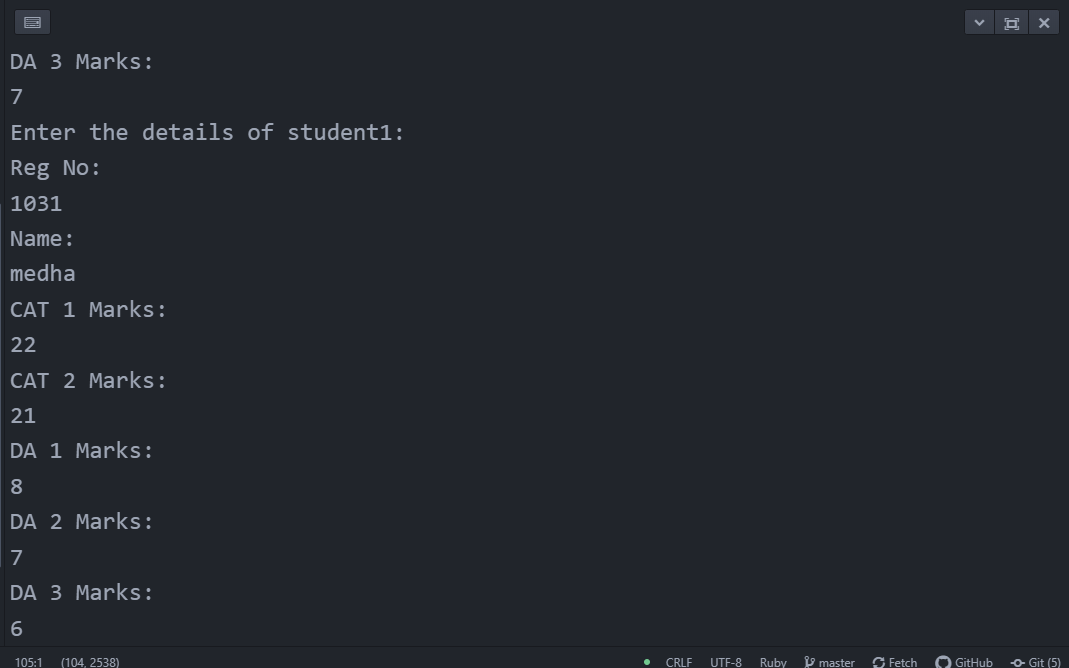 DA 3 Marks:
7
Enter the details of student1:
Reg No:
1031
Name:
medha
CAT 1 Marks:
22
CAT 2 Marks:
21
DA 1 Marks:
8
DA 2 Marks:
7
DA 3 Marks:
6
105:1 (104, 2538) CRLF UTF-8 Ruby master Fetch GitHub Git (5)